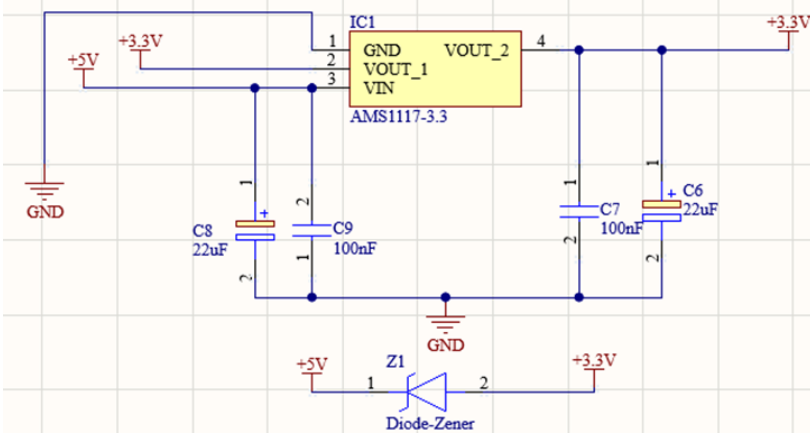 IC1
+3.3V
+3.3V
1 GND VOUT_2 4
+5V
2 VOUT_1
3 VIN
AMS1117-3.3
1
1
1
2
GND
+
C6
22uF
+
C7
100nF
C8
22uF
C9
100nF
2
2
2
1
GND
+5V
Z1
+3.3V
1
2
Diode-Zener